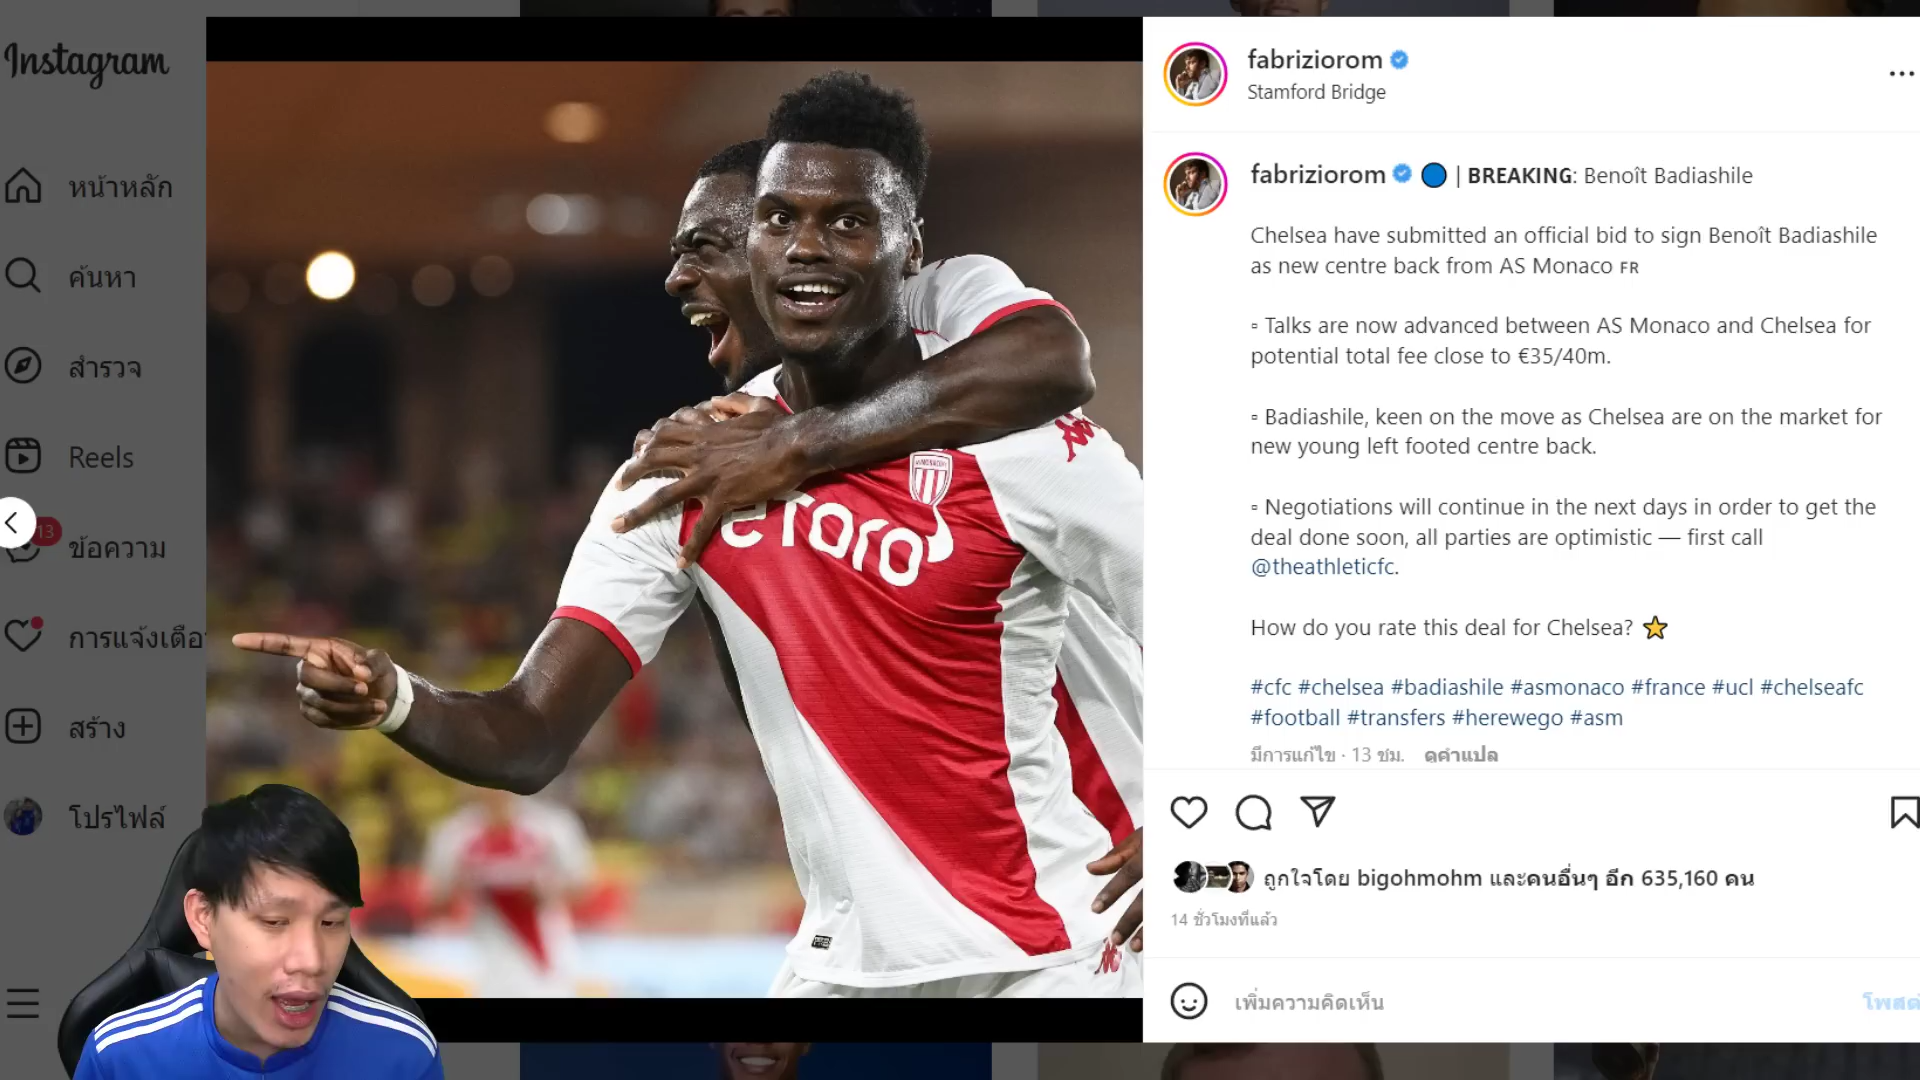 Instagram
หน้าหลัก
ค้นหา
สำรวจ
Reels
13
ข้อความ
การแจ้งเตือ
สร้าง
โปรไฟล์
eToro
fabriziorom
Stamford Bridge
fabriziorom 🔵 | BREAKING: Benoît Badiashile
Chelsea have submitted an official bid to sign Benoît Badiashile
as new centre back from AS Monaco FR
▫️ Talks are now advanced between AS Monaco and Chelsea for
potential total fee close to €35/40m.
▫️ Badiashile, keen on the move as Chelsea are on the market for
new young left footed centre back.
▫️ Negotiations will continue in the next days in order to get the
deal done soon, all parties are optimistic — first call
@theathleticfc.
How do you rate this deal for Chelsea? ⭐
#cfc #chelsea #badiashile #asmonaco #france #ucl #chelseafc
#football #transfers #herewego #asm
มีการแก้ไข · 13 ชม. ดูคำแปล
ถูกใจโดย bigohmohm และคนอื่นๆ อีก 635,160 คน
14 ชั่วโมงที่แล้ว
เพิ่มความคิดเห็น
โพสต์